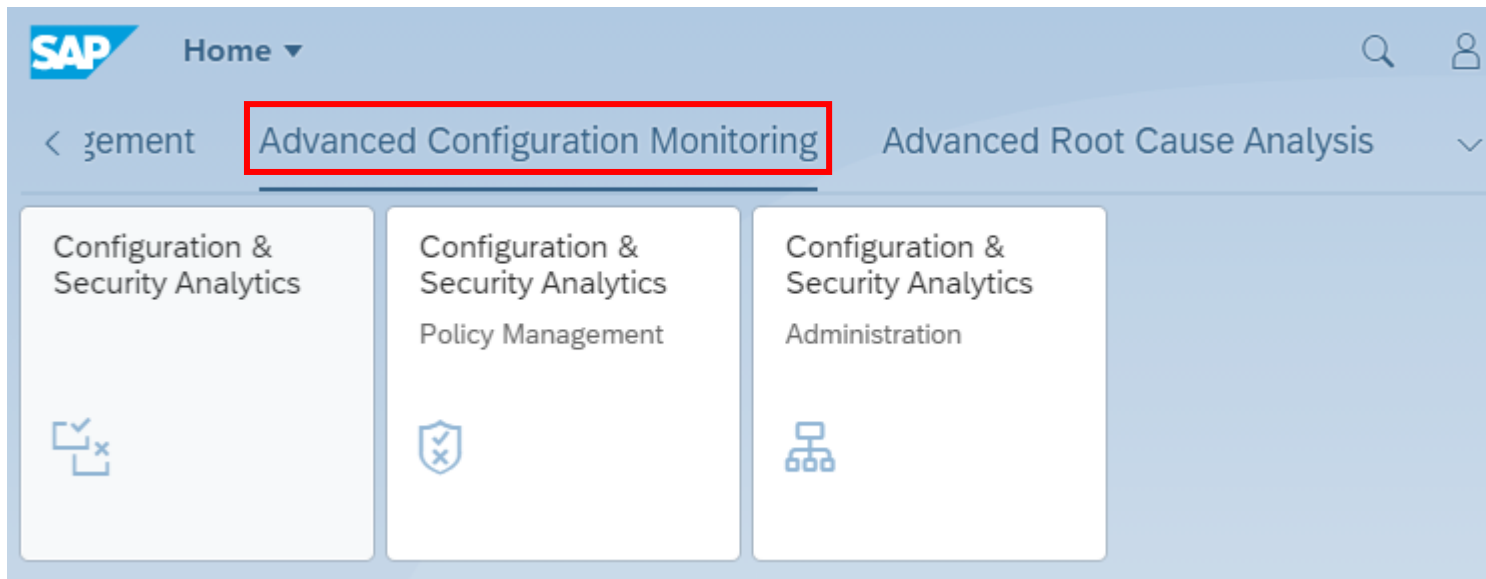 SAP Home
gement Advanced Configuration Monitoring Advanced Root Cause Analysis
Configuration &
Security Analytics
Configuration &
Security Analytics
Policy Management
Configuration &
Security Analytics
Administration